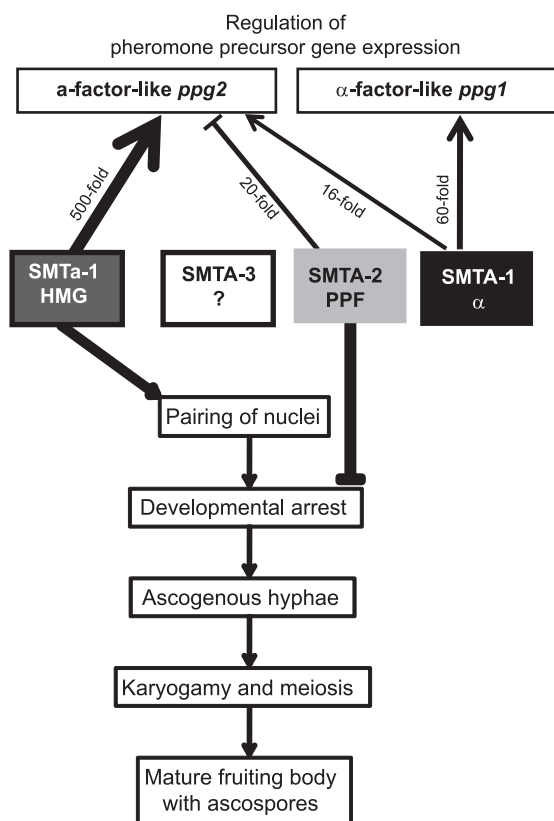 Regulation of
pheromone precursor gene expression
a-factor-like ppg2
α-factor-like ppg1
500-fold
20-fold
16-fold
60-fold
SMTa-1
HMG
SMTA-3
?
SMTA-2
PPF
SMTA-1
α
Pairing of nuclei
Developmental arrest
Ascogenous hyphae
Karyogamy and meiosis
Mature fruiting body
with ascospores